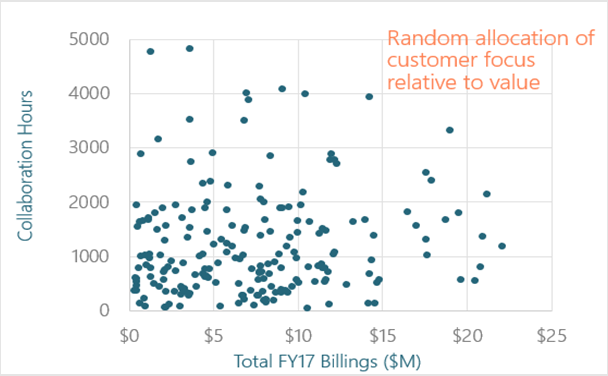 Random allocation of
customer focus
relative to value
5000
4000
3000
2000
1000
0
Collaboration Hours
$0 $5 $10 $15 $20 $25
Total FY17 Billings ($M)